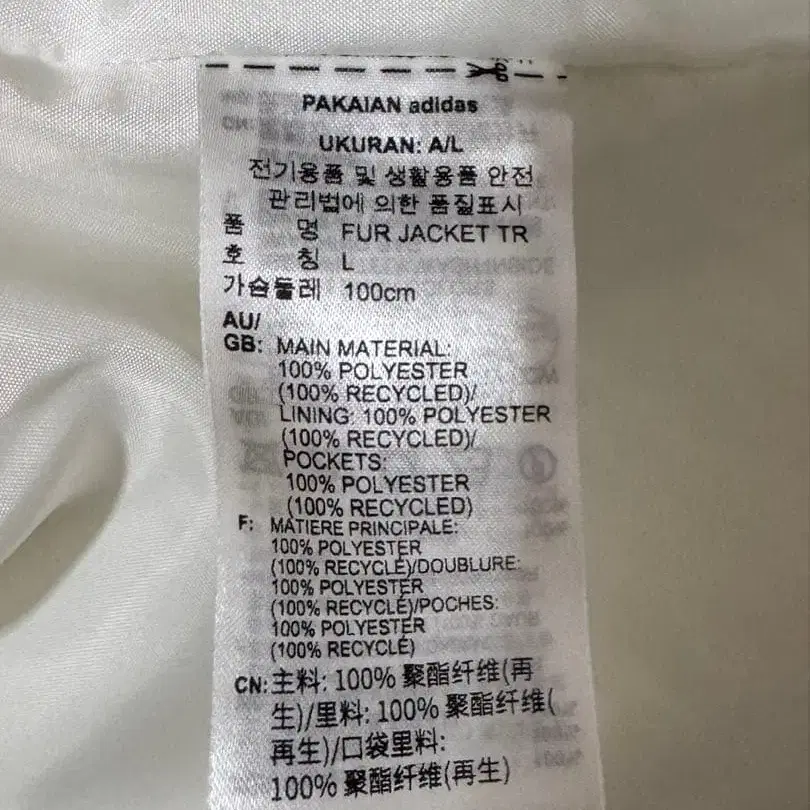 PAKAIAN adidas
UKURAN: A/L
전기용품 및 생활용품 안전
관리법에 의한 품질표시
품 명 FUR JACKET TR
호 칭 L
가슴둘레 100cm
AU/
GB: MAIN MATERIAL:
100% POLYESTER
(100% RECYCLED)/
LINING: 100% POLYESTER
(100% RECYCLED)/
POCKETS:
100% POLYESTER
(100% RECYCLED)
F: MATIERE PRINCIPALE:
100% POLYESTER
(100% RECYCLÉ)/DOUBLURE:
100% POLYESTER
(100% RECYCLÉ)/POCHES:
100% POLYESTER
(100% RECYCLÉ)
CN: 主料: 100% 聚酯纤维(再
生)/里料: 100% 聚酯纤维(
再生)/口袋里料:
100% 聚酯纤维(再生)